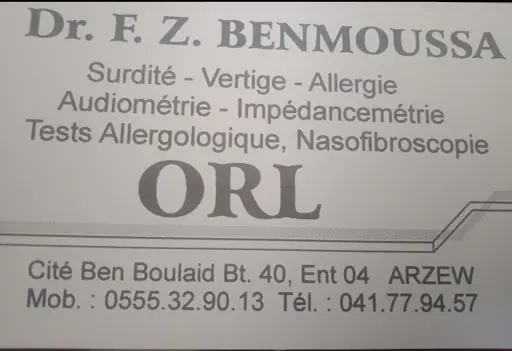 Dr. F. Z. BENMOUSSA
Surdité - Vertige - Allergie
Audiométrie - Impédancemétrie
Tests Allergologique, Nasofibroscopie
ORL
Cité Ben Boulaid Bt. 40, Ent 04 ARZEW
Mob. : 0555.32.90.13 Tél. : 041.77.94.57